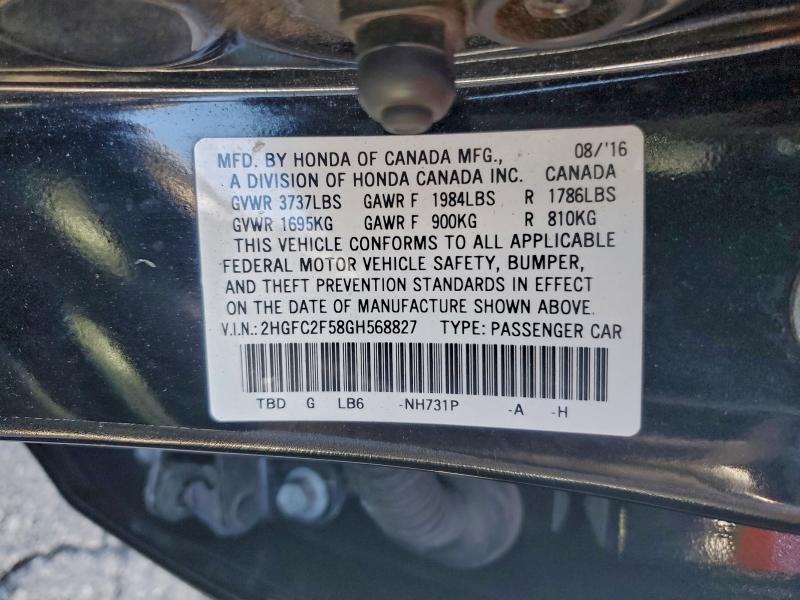 MFD. BY HONDA OF CANADA MFG., 08/'16
A DIVISION OF HONDA CANADA INC. CANADA
GVWR 3737LBS GAWR F 1984LBS R 1786LBS
GVWR 1695KG GAWR F 900KG R 810KG
THIS VEHICLE CONFORMS TO ALL APPLICABLE
FEDERAL MOTOR VEHICLE SAFETY, BUMPER,
AND THEFT PREVENTION STANDARDS IN EFFECT
ON THE DATE OF MANUFACTURE SHOWN ABOVE.
V.I.N.: 2HGFC2F58GH568827 TYPE: PASSENGER CAR
TBD G LB6 -NH731P -A -H